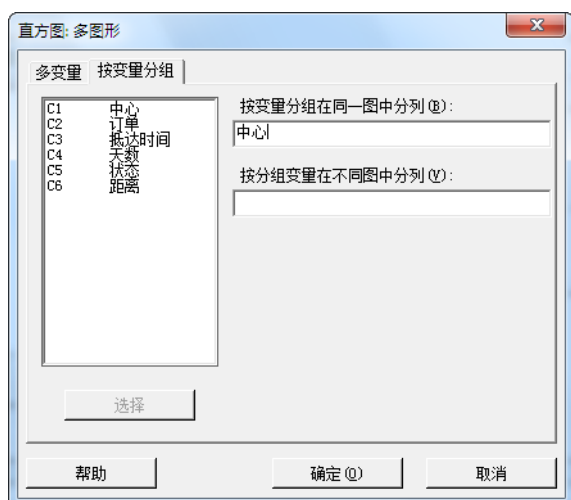 直方图: 多图形
多变量 按变量分组
C1 中心
C2 订单
C3 抵达时间
C4 天数
C5 状态
C6 距离
按变量分组在同一图中分列(B):
中心
按分组变量在不同图中分列(V):
选择
帮助 确定(O) 取消